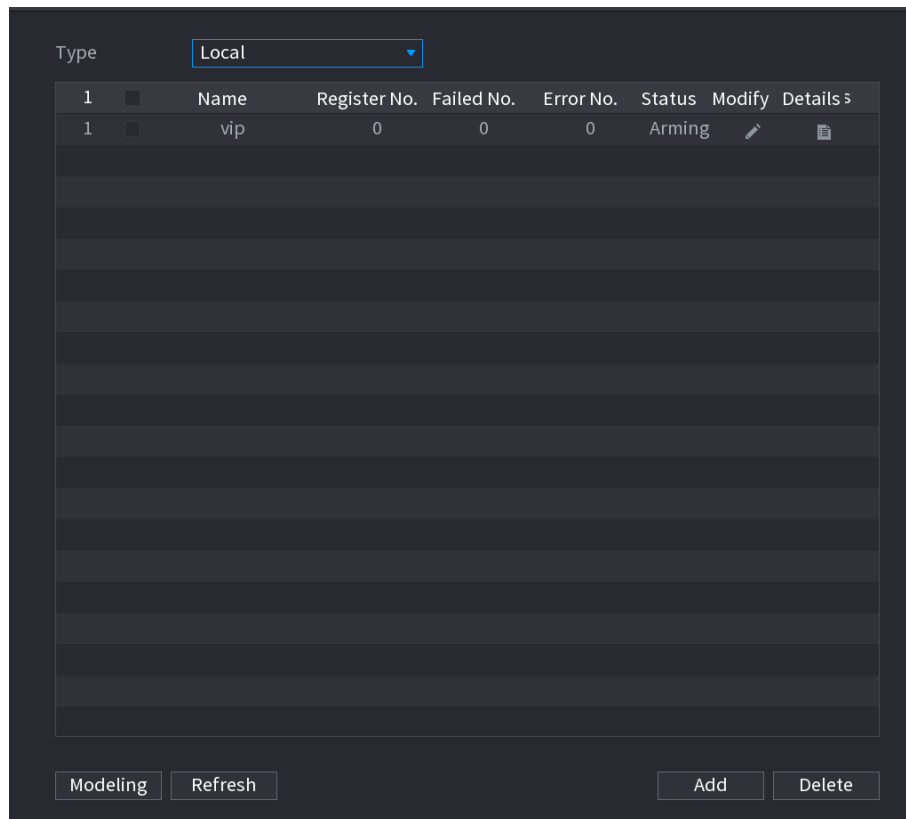 Type Local
1 Name Register No. Failed No. Error No. Status Modify Details s
1 vip 0 0 0 Arming
Modeling Refresh Add Delete